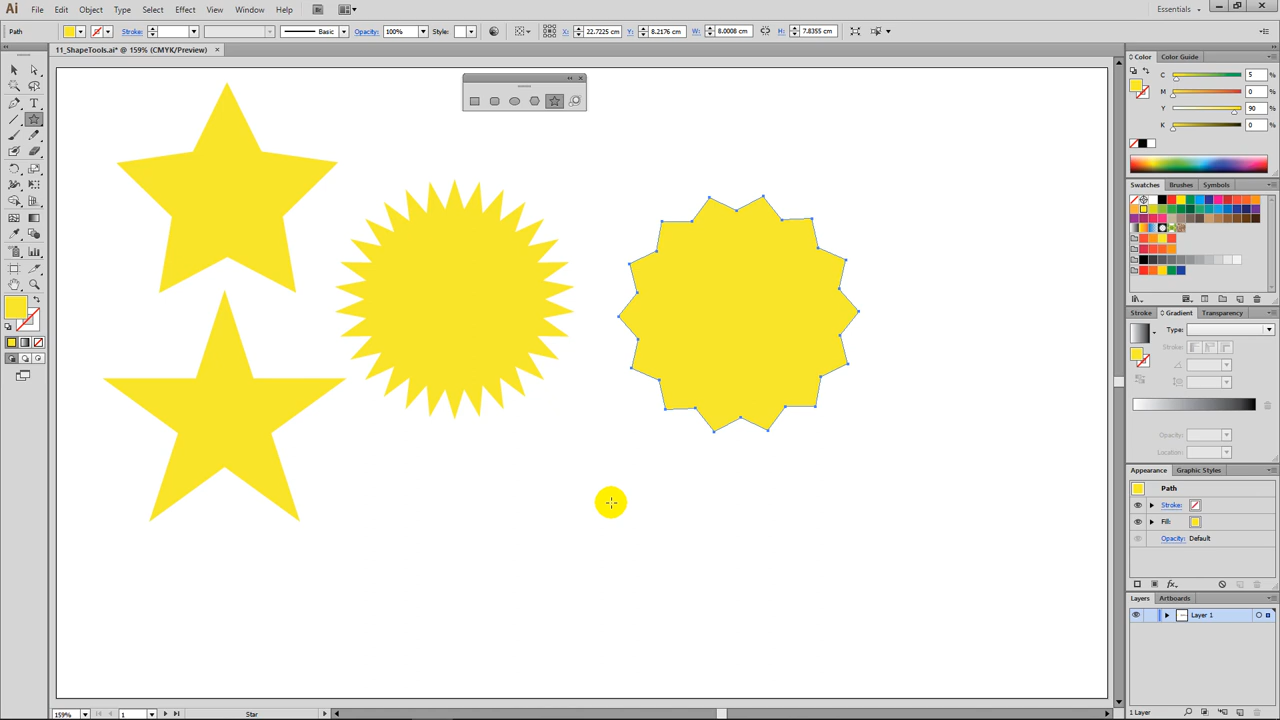 Ai File Edit Object Type Select Effect View Window Help Br Essentials
Path Stroke: Basic Opacity: 100% Style: X: 22.7225 cm Y: 8.2176 cm W: 8.0008 cm H: 7.8355 cm
11_ShapeTools.ai* @ 159% (CMYK/Preview) ×
Color Color Guide
C 5 %
M 0 %
Y 90 %
K 0 %
Swatches Brushes Symbols
Stroke Gradient Transparency
Type:
Stroke:
Opacity:
Location:
Appearance Graphic Styles
Path
Stroke:
Fill:
Opacity: Default
fx
Layers Artboards
Layer 1
1 Layer
159% 1 Star